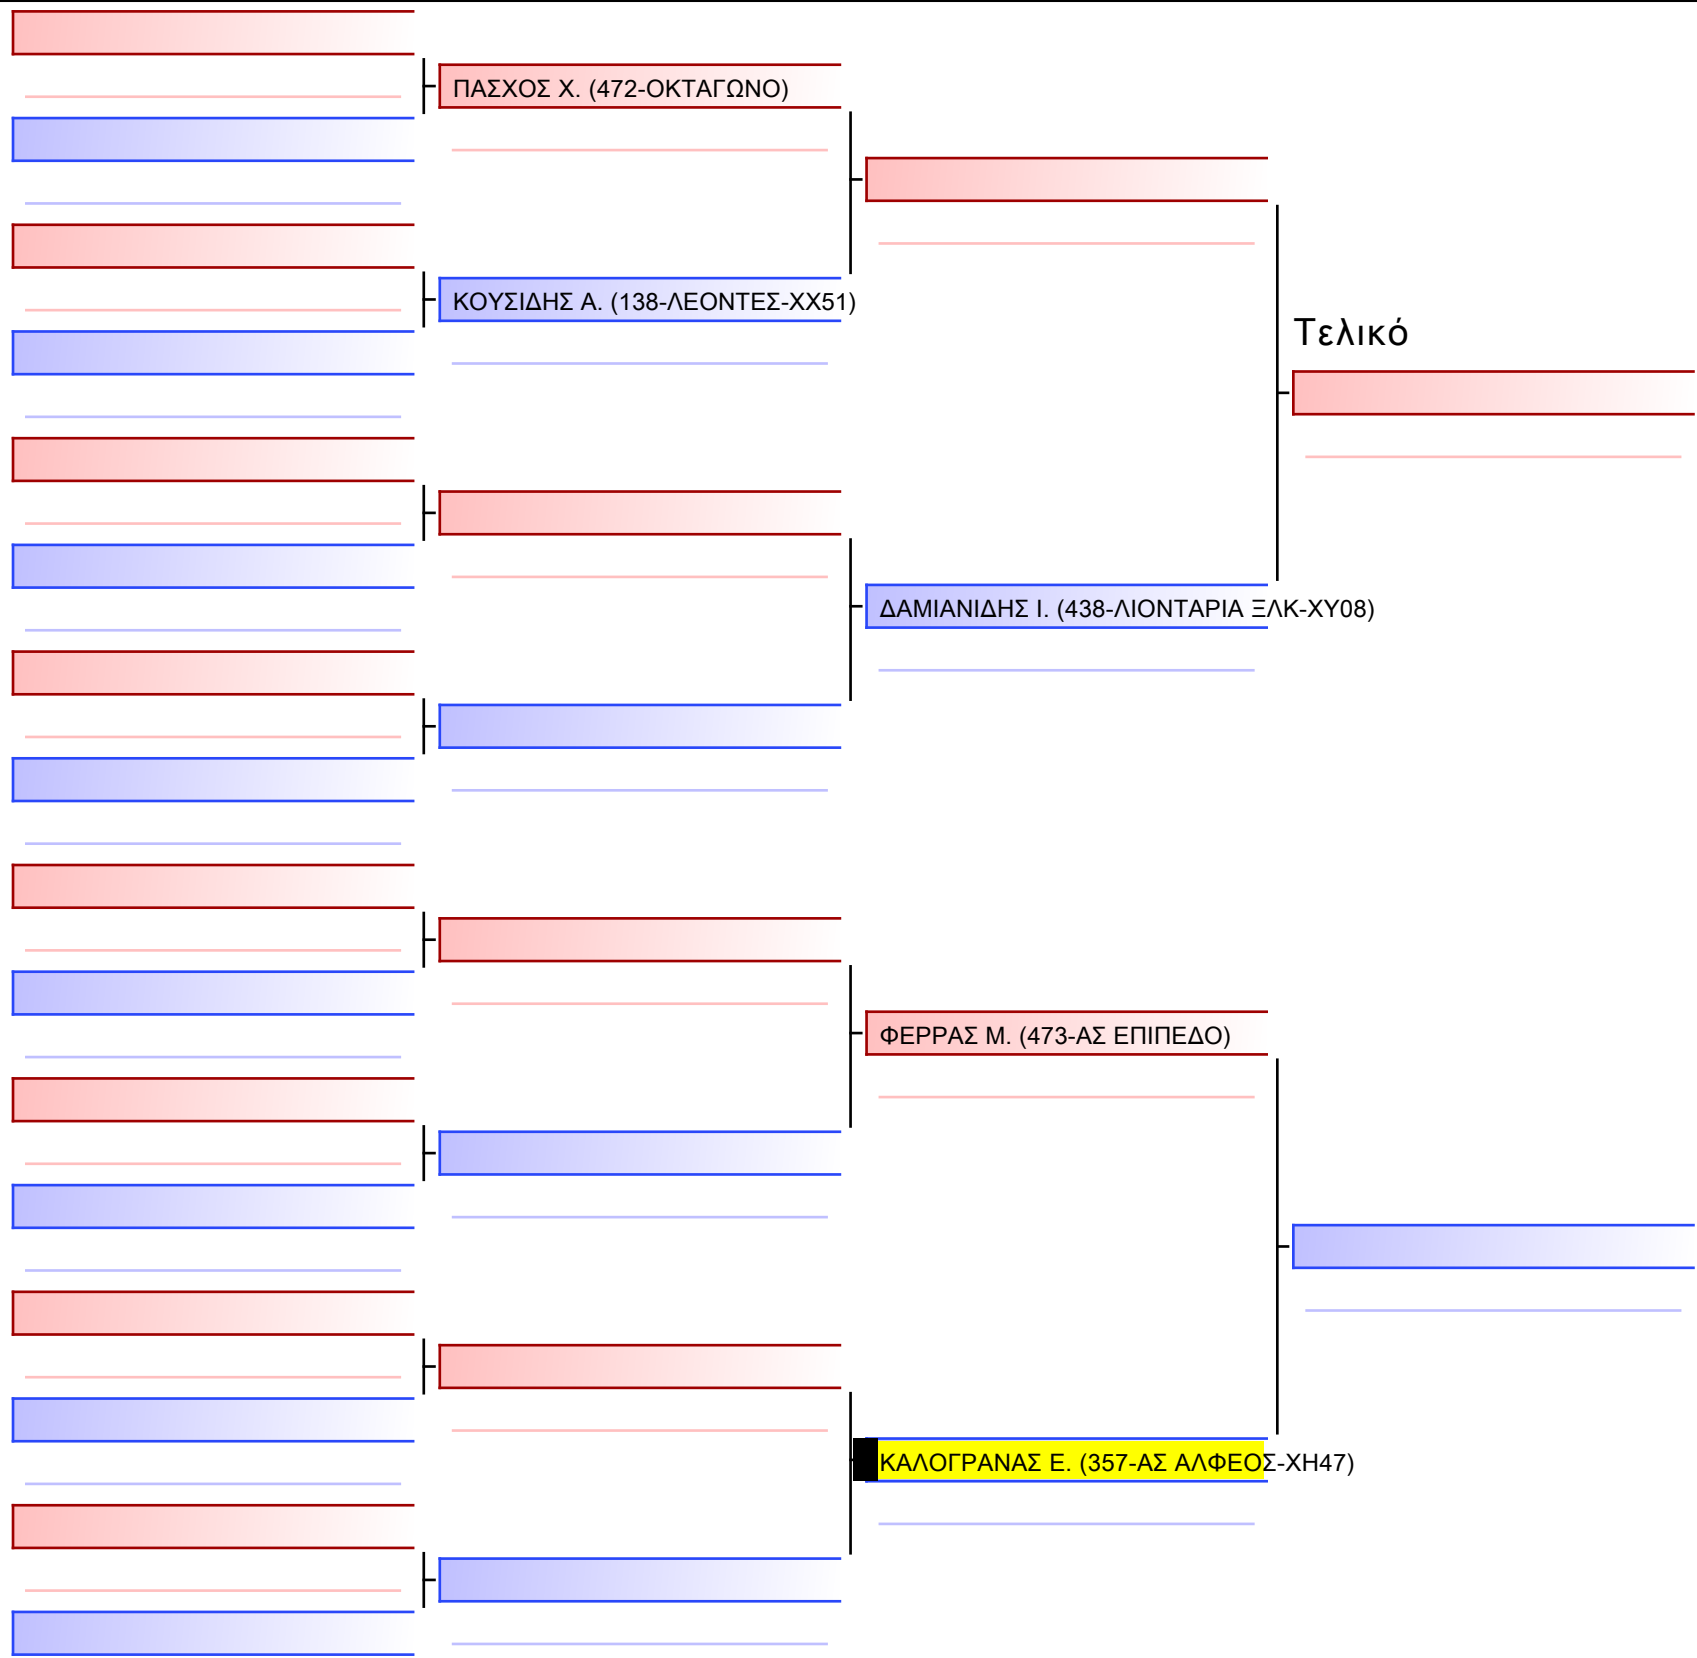 ΠΑΣΧΟΣ Χ. (472-ΟΚΤΑΓΩΝΟ)
ΚΟΥΣΙΔΗΣ Α. (138-ΛΕΟΝΤΕΣ-ΧΧ51)
Τελικό
ΔΑΜΙΑΝΙΔΗΣ Ι. (438-ΛΙΟΝΤΑΡΙΑ ΞΛΚ-ΧΥ08)
ΦΕΡΡΑΣ Μ. (473-ΑΣ ΕΠΙΠΕΔΟ)
ΚΑΛΟΓΡΑΝΑΣ Ε. (357-ΑΣ ΑΛΦΕΟΣ-ΧΗ47)